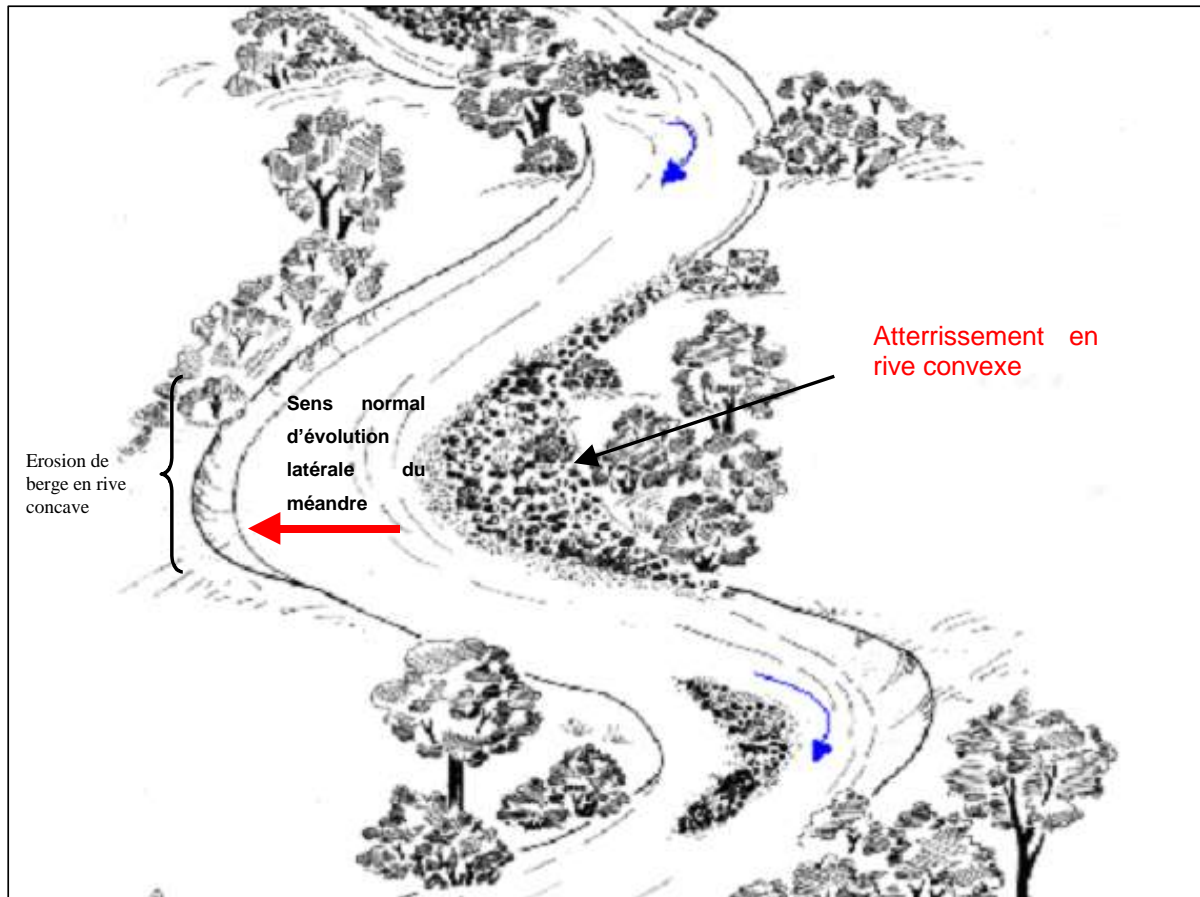 Atterrissement en
rive convexe
Sens normal
d’évolution
latérale du
méandre
Erosion de
berge en rive
concave